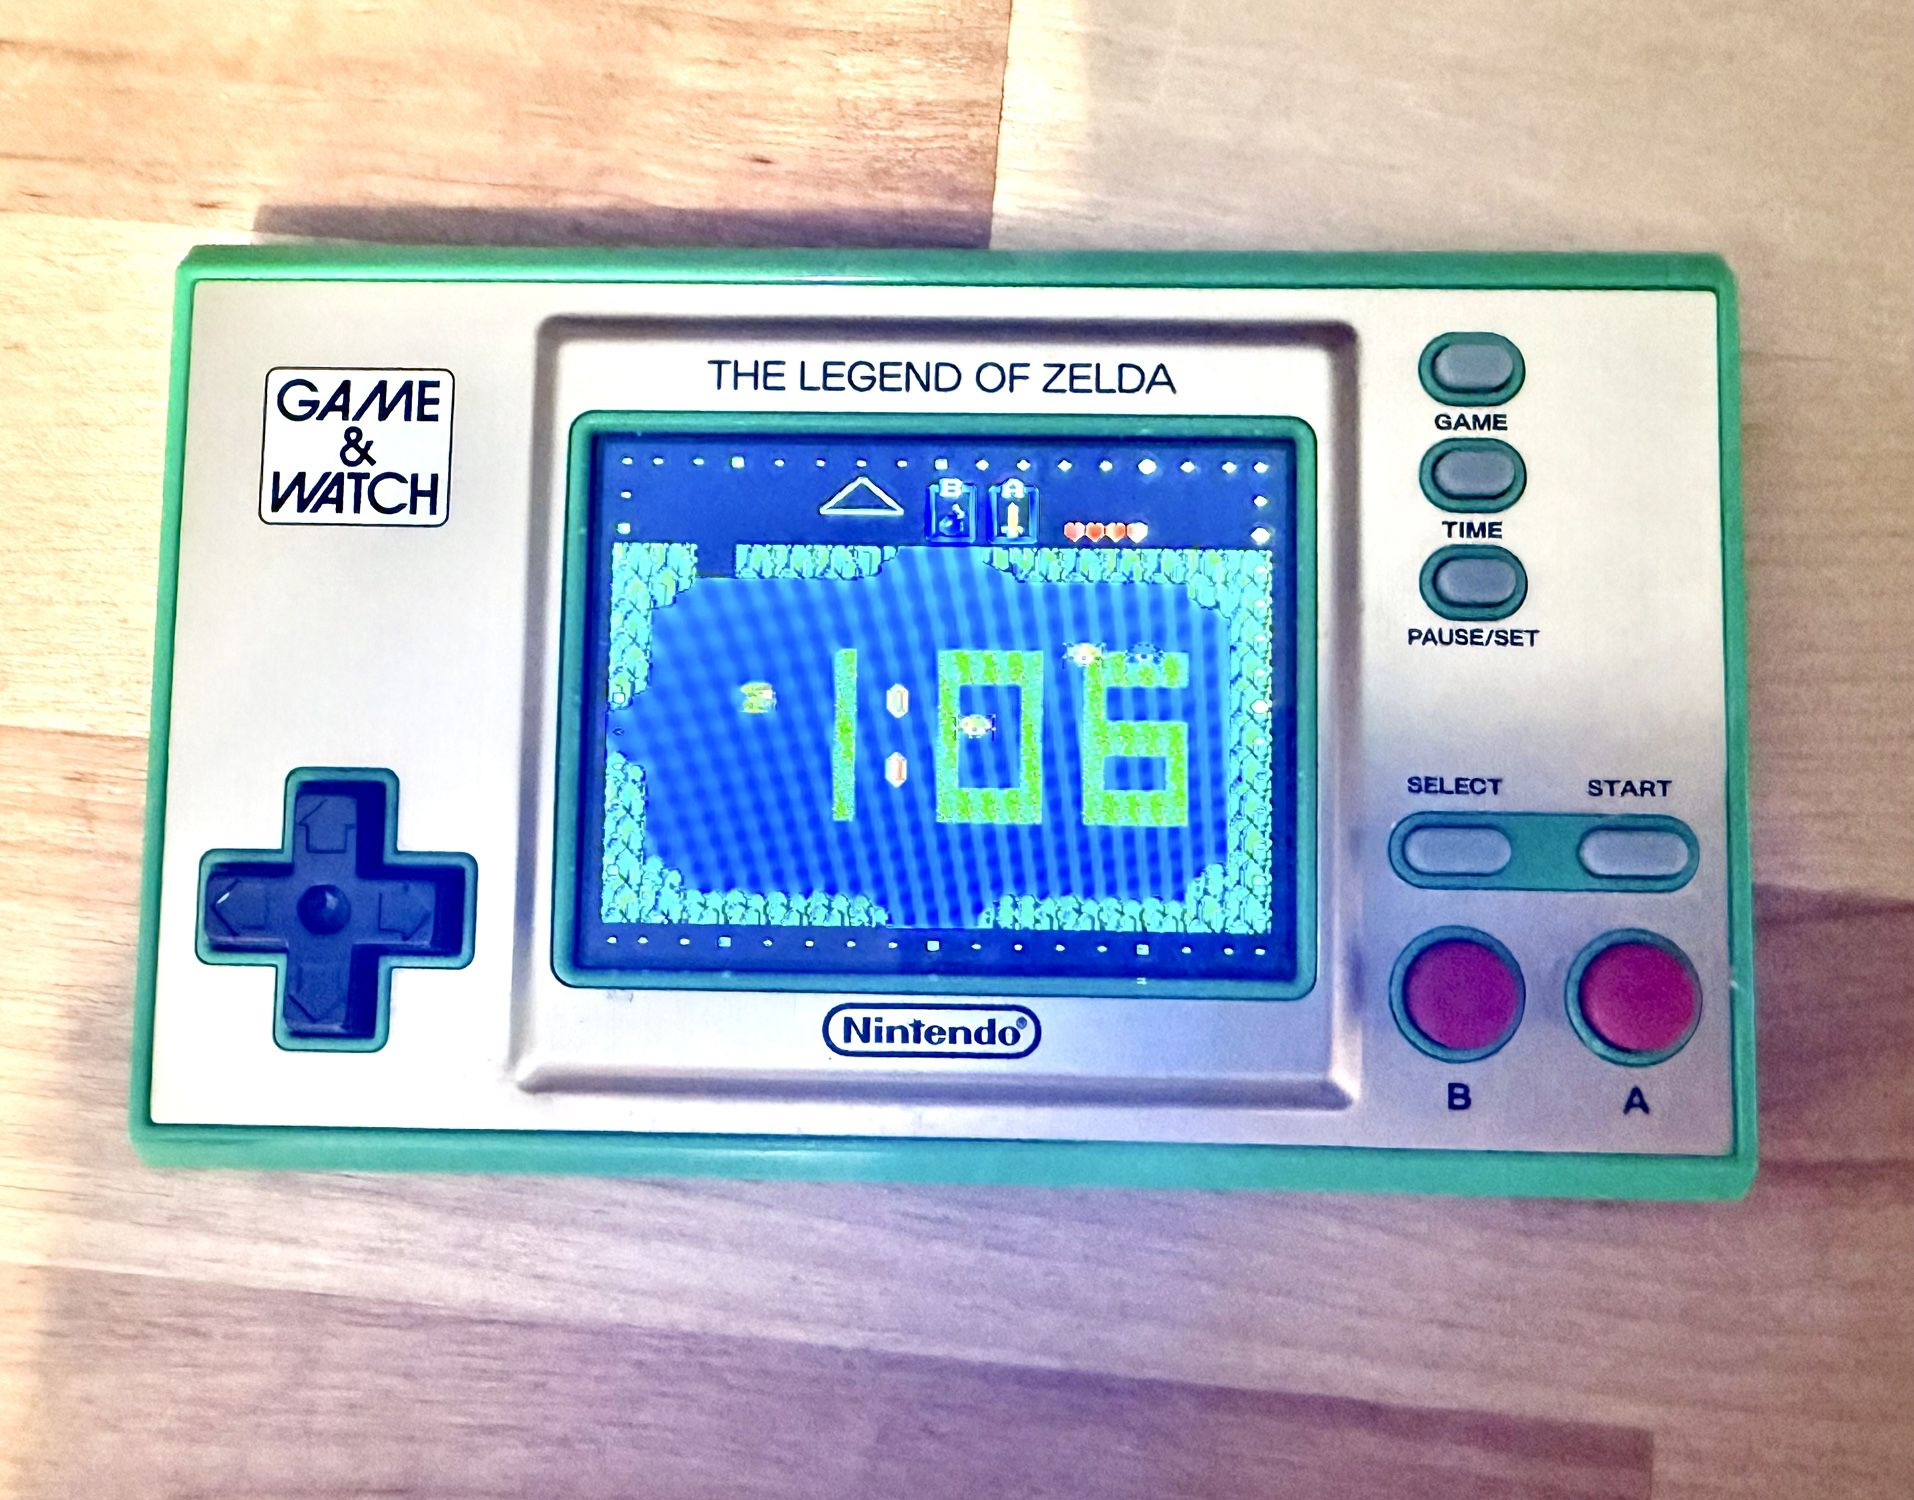 THE LEGEND OF ZELDA
GAME
&
WATCH
B A
1:06
GAME
TIME
PAUSE/SET
SELECT START
Nintendo®
B A